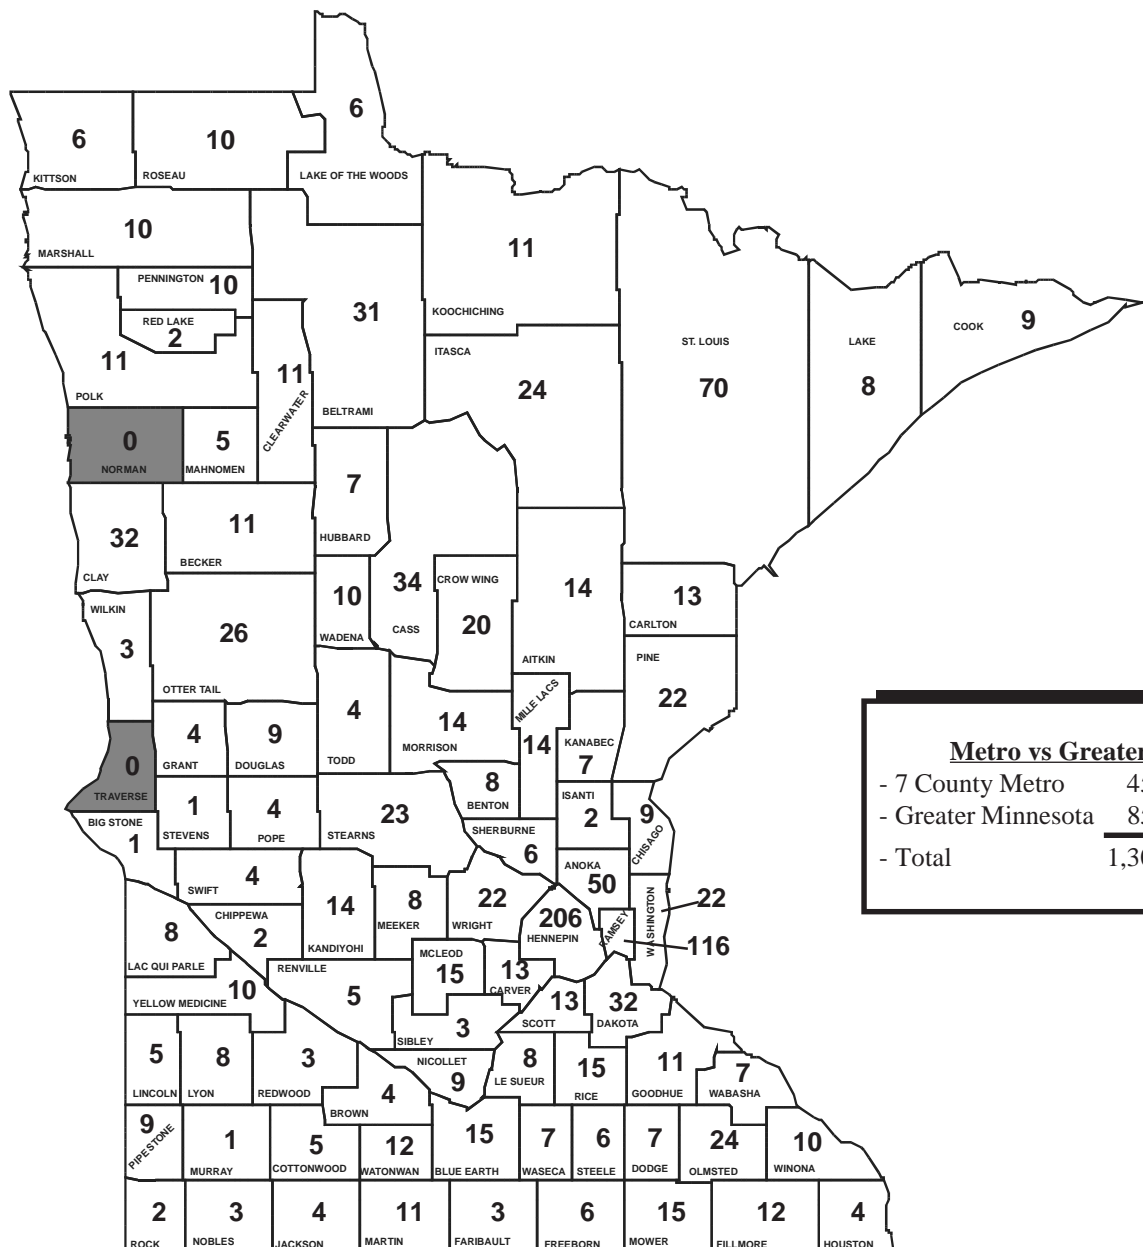 6
KITTSON
10
ROSEAU
6
LAKE OF THE WOODS
10
MARSHALL
PENNINGTON 10
RED LAKE
2
11
POLK
11
CLEARWATER
31
BELTRAMI
11
KOOCHICHING
ITASCA
24
ST. LOUIS
70
LAKE
8
COOK 9
0
NORMAN
5
MAHNOMEN
7
HUBBARD
32
CLAY
11
BECKER
WILKIN
3
26
OTTER TAIL
10
WADENA
34
CASS
CROW WING
20
14
AITKIN
13
CARLTON
PINE
22
0
TRAVERSE
4
GRANT
9
DOUGLAS
4
TODD
14
MORRISON
MILLE LACS
14
KANABEC
7
BIG STONE
1
1
STEVENS
4
POPE
23
STEARNS
8
BENTON
SHERBURNE
6
ISANTI
2
9
CHISAGO
4
SWIFT
14
KANDIYOHI
8
MEEKER
22
WRIGHT
ANOKA
50
206
HENNEPIN
RAMSEY
116
WASHINGTON
22
8
LAC QUI PARLE
CHIPPEWA
2
10
YELLOW MEDICINE
RENVILLE
5
MCLEOD
15
13
CARVER
3
SIBLEY
13
SCOTT
32
DAKOTA
5
LINCOLN
8
LYON
3
REDWOOD
4
BROWN
NICOLLET
9
8
LE SUEUR
15
RICE
11
GOODHUE
7
WABASHA
9
PIPESTONE
1
MURRAY
5
COTTONWOOD
12
WATONWAN
15
BLUE EARTH
7
WASECA
6
STEELE
7
DODGE
24
OLMSTED
10
WINONA
2
ROCK
3
NOBLES
4
JACKSON
11
MARTIN
3
FARIBAULT
6
FREEBORN
15
MOWER
12
FILLMORE
4
HOUSTON
Metro vs Greater
- 7 County Metro
- Greater Minnesota
- Total